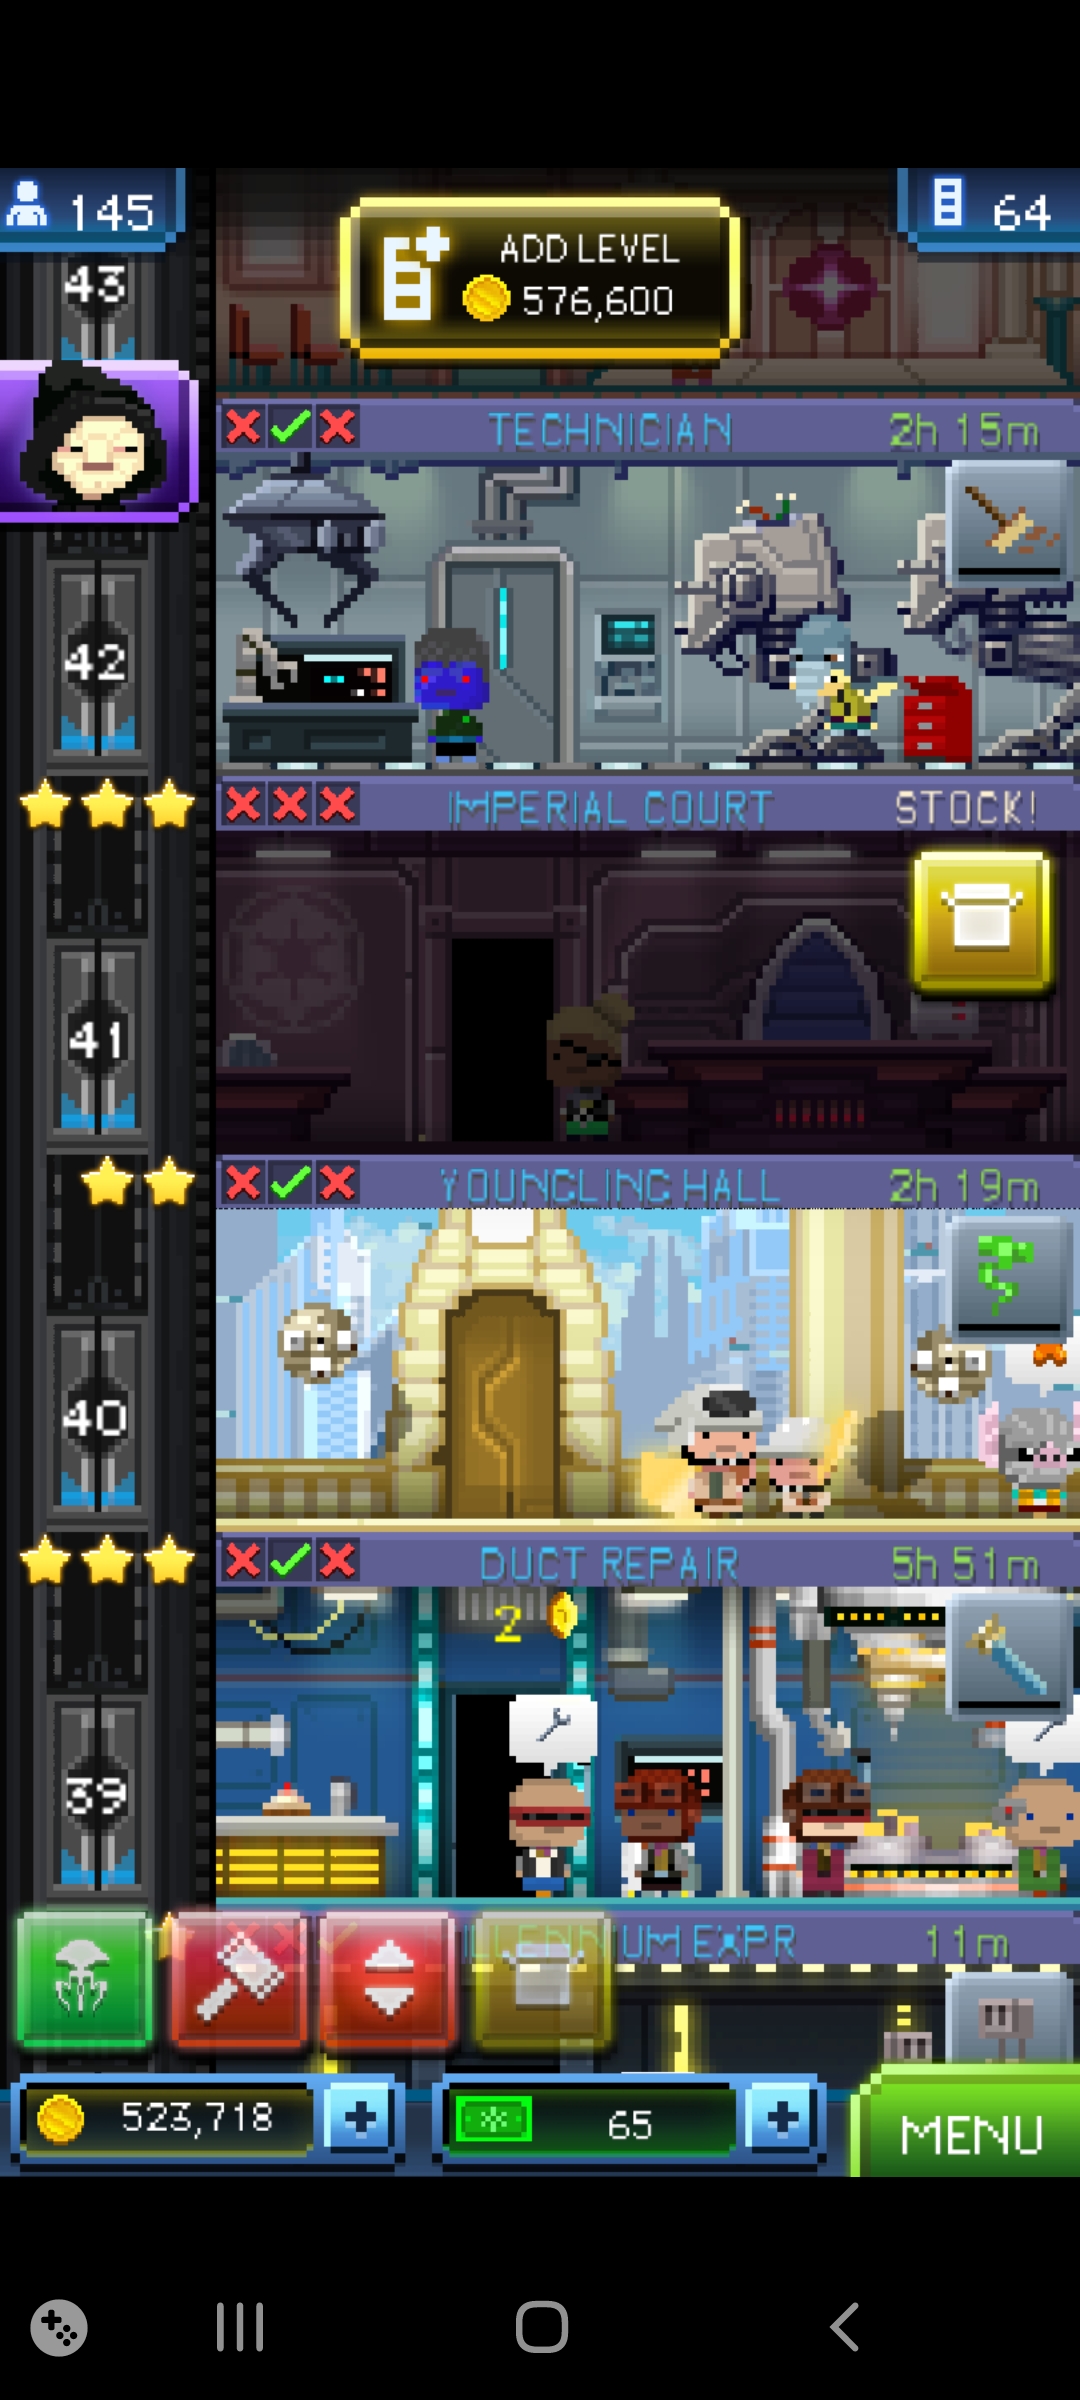 145
64
ADD LEVEL
576,600
43
TECHNICIAN
2h 15m
42
IMPERIAL COURT
STOCK!
41
YOUNGLING HALL
2h 19m
40
DUCT REPAIR
5h 51m
2
39
UM EXPR
11m
523,718
65
MENU